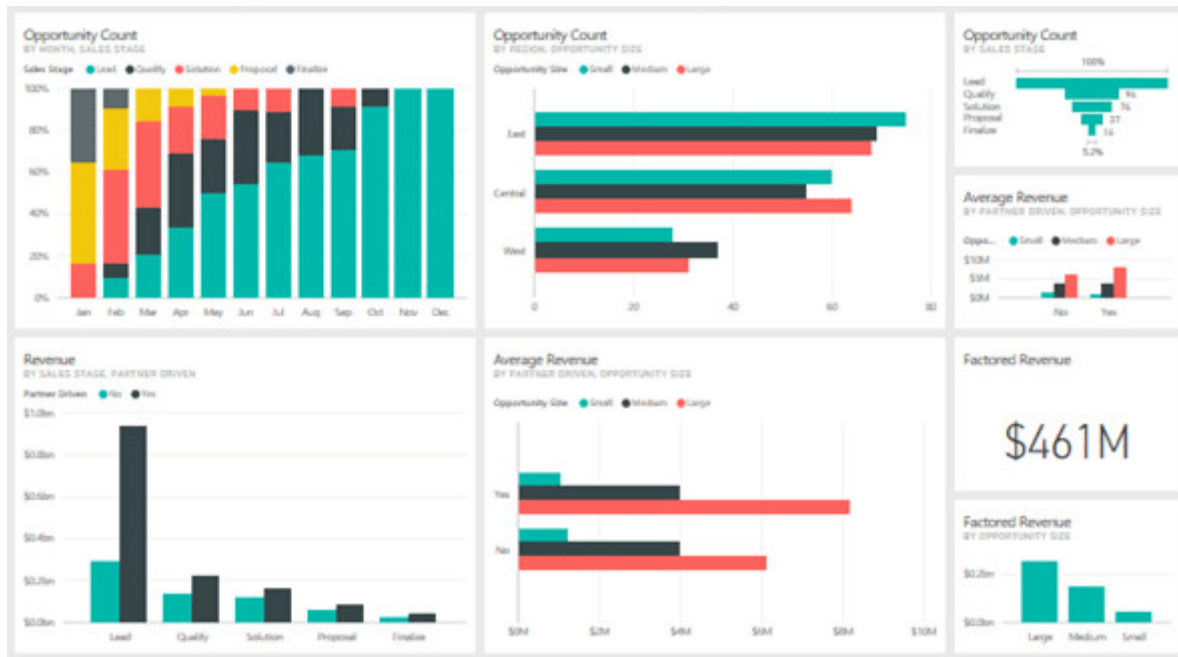 Opportunity Count
BY MONTH, SALES STAGE
Sales Stage Lead Qualify Solution Proposal Finalize
100%
80%
60%
40%
20%
0%
Jan Feb Mar Apr May Jun Jul Aug Sep Oct Nov Dec
Opportunity Count
BY REGION, OPPORTUNITY SIZE
Opportunity Size Small Medium Large
East
Central
West
0 20 40 60 80
Opportunity Count
BY SALES STAGE
100%
Lead
Qualify 94
Solution 76
Proposal 37
Finalize 16
5.2%
Average Revenue
BY PARTNER DRIVEN, OPPORTUNITY SIZE
Oppo... Small Medium Large
$10M
$5M
$0M
No Yes
Revenue
BY SALES STAGE, PARTNER DRIVEN
Partner Driven No Yes
$1.0bn
$0.8bn
$0.6bn
$0.4bn
$0.2bn
$0.0bn
Lead Qualify Solution Proposal Finalize
Average Revenue
BY PARTNER DRIVEN, OPPORTUNITY SIZE
Opportunity Size Small Medium Large
Yes
No
$0M $2M $4M $6M $8M $10M
Factored Revenue
$461M
Factored Revenue
BY OPPORTUNITY SIZE
$0.2bn
$0.0bn
Large Medium Small